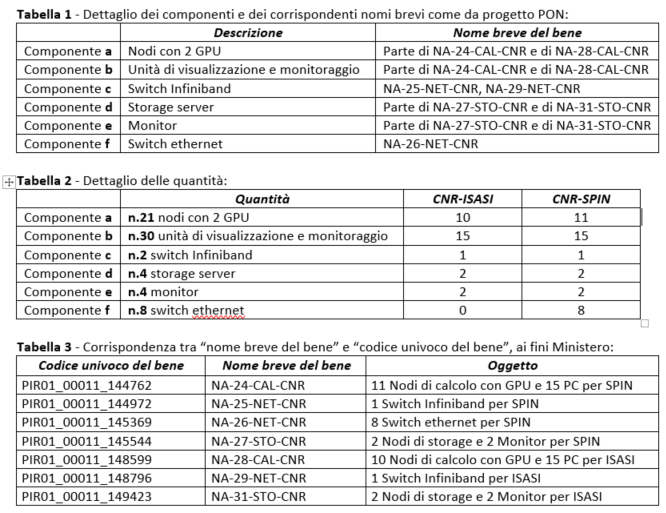 Tabella 1 - Dettaglio dei componenti e dei corrispondenti nomi brevi come da progetto PON:
Descrizione Nome breve del bene
Componente a Nodi con 2 GPU Parte di NA-24-CAL-CNR e di NA-28-CAL-CNR
Componente b Unità di visualizzazione e monitoraggio Parte di NA-24-CAL-CNR e di NA-28-CAL-CNR
Componente c Switch Infiniband NA-25-NET-CNR, NA-29-NET-CNR
Componente d Storage server Parte di NA-27-STO-CNR e di NA-31-STO-CNR
Componente e Monitor Parte di NA-27-STO-CNR e di NA-31-STO-CNR
Componente f Switch ethernet NA-26-NET-CNR
Tabella 2 - Dettaglio delle quantità:
Quantità CNR-ISASI CNR-SPIN
Componente a n.21 nodi con 2 GPU 10 11
Componente b n.30 unità di visualizzazione e monitoraggio 15 15
Componente c n.2 switch Infiniband 1 1
Componente d n.4 storage server 2 2
Componente e n.4 monitor 2 2
Componente f n.8 switch ethernet 0 8
Tabella 3 - Corrispondenza tra “nome breve del bene” e “codice univoco del bene”, ai fini Ministero:
Codice univoco del bene Nome breve del bene Oggetto
PIR01_00011_144762 NA-24-CAL-CNR 11 Nodi di calcolo con GPU e 15 PC per SPIN
PIR01_00011_144972 NA-25-NET-CNR 1 Switch Infiniband per SPIN
PIR01_00011_145369 NA-26-NET-CNR 8 Switch ethernet per SPIN
PIR01_00011_145544 NA-27-STO-CNR 2 Nodi di storage e 2 Monitor per SPIN
PIR01_00011_148599 NA-28-CAL-CNR 10 Nodi di calcolo con GPU e 15 PC per ISASI
PIR01_00011_148796 NA-29-NET-CNR 1 Switch Infiniband per ISASI
PIR01_00011_149423 NA-31-STO-CNR 2 Nodi di storage e 2 Monitor per ISASI